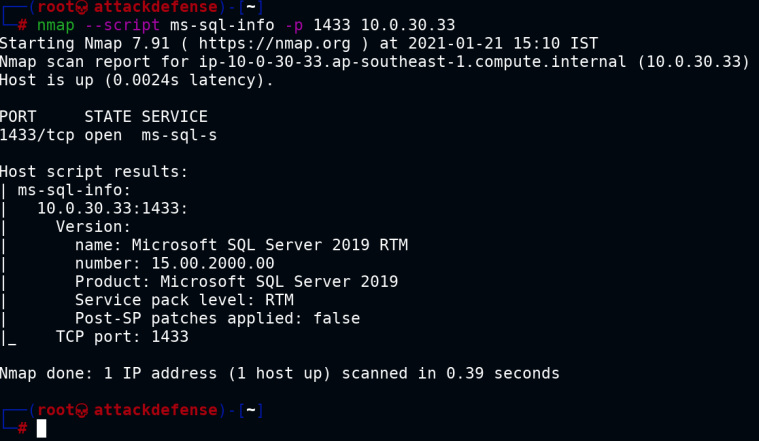 ┌──(root💀attackdefense)-[~]
└─# nmap --script ms-sql-info -p 1433 10.0.30.33
Starting Nmap 7.91 ( https://nmap.org ) at 2021-01-21 15:10 IST
Nmap scan report for ip-10-0-30-33.ap-southeast-1.compute.internal (10.0.30.33)
Host is up (0.0024s latency).

PORT     STATE SERVICE
1433/tcp open  ms-sql-s

Host script results:
| ms-sql-info:
|   10.0.30.33:1433:
|     Version:
|       name: Microsoft SQL Server 2019 RTM
|       number: 15.00.2000.00
|       Product: Microsoft SQL Server 2019
|       Service pack level: RTM
|       Post-SP patches applied: false
|_    TCP port: 1433

Nmap done: 1 IP address (1 host up) scanned in 0.39 seconds

┌──(root💀attackdefense)-[~]
└─#